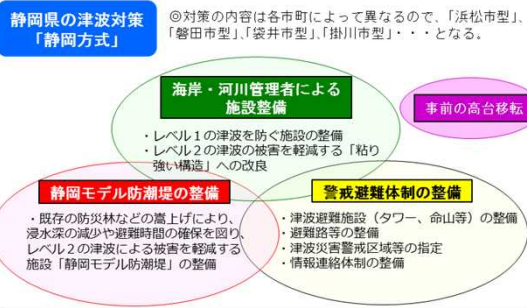 静岡県の津波対策
「静岡方式」
◎対策の内容は各市町によって異なるので、「浜松市型」、
「磐田市型」、「袋井市型」、「掛川市型」・・・となる。
海岸・河川管理者による
施設整備
・レベル１の津波を防ぐ施設の整備
・レベル２の津波の被害を軽減する「粘り
強い構造」への改良
事前の高台移転
静岡モデル防潮堤の整備
・既存の防災林などの嵩上げにより、
浸水深の減少や避難時間の確保を図り、
レベル２の津波による被害を軽減する
施設「静岡モデル防潮堤」の整備
警戒避難体制の整備
・津波避難施設（タワー、命山等）の整備
・避難路等の整備
・津波災害警戒区域等の指定
・情報連絡体制の整備